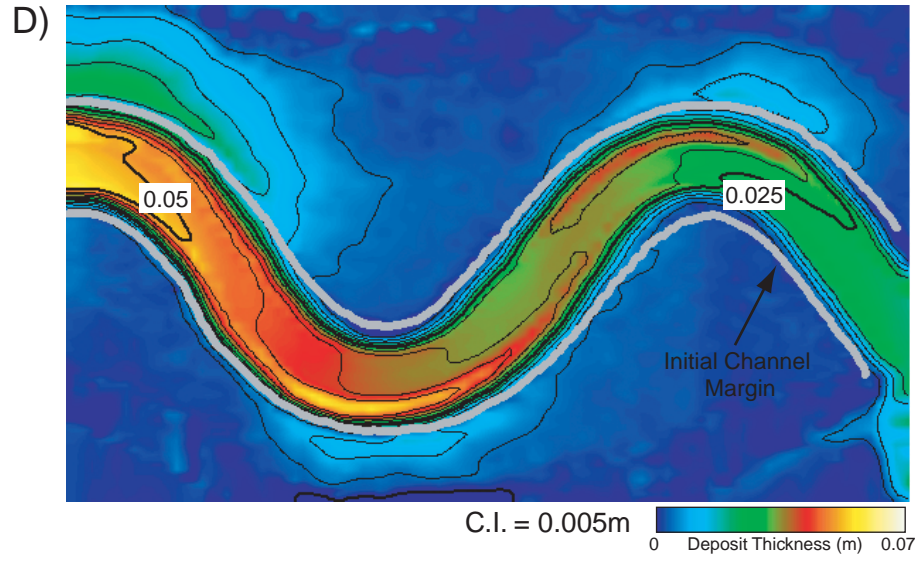 D)
0.05
0.025
Initial Channel
Margin
C.I. = 0.005m
0 Deposit Thickness (m) 0.07